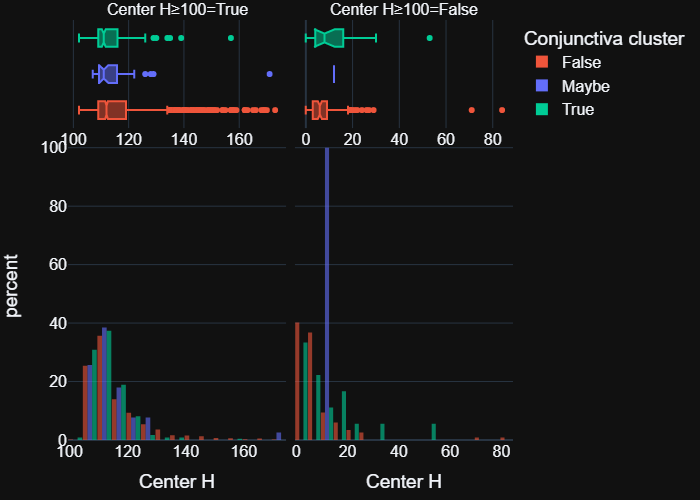 Center H≥100=True
Center H≥100=False
Conjunctiva cluster
False
Maybe
True
100 120 140 160
0 20 40 60 80
100
80
60
40
20
0
percent
100 120 140 160
0 20 40 60 80
Center H
Center H